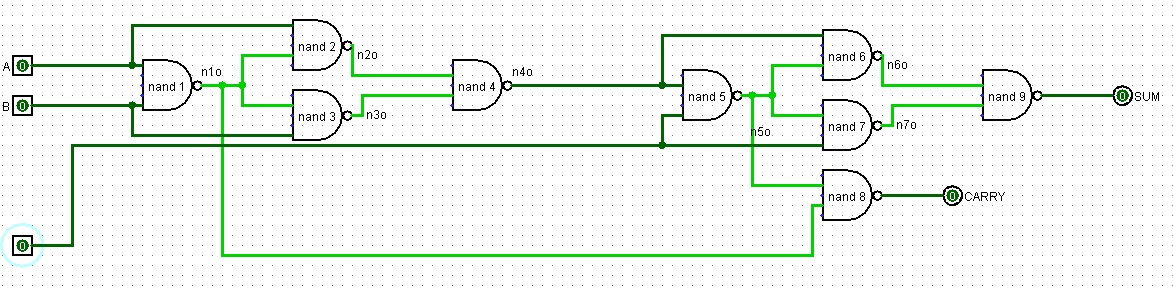 nand 2
n2o
nand 6
n6o
A 0
n1o
nand 1
n4o
nand 4
nand 5
nand 9
0 SUM
B 0
nand 3
n3o
n5o
nand 7
n7o
nand 8
0 CARRY
0